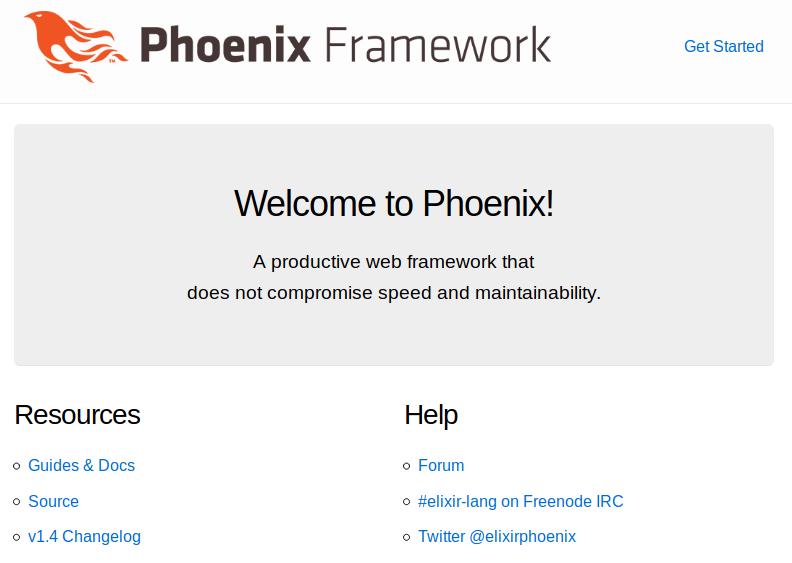 Phoenix Framework
Get Started
Welcome to Phoenix!
A productive web framework that
does not compromise speed and maintainability.
Resources
Guides & Docs
Source
v1.4 Changelog
Help
Forum
#elixir-lang on Freenode IRC
Twitter @elixirphoenix